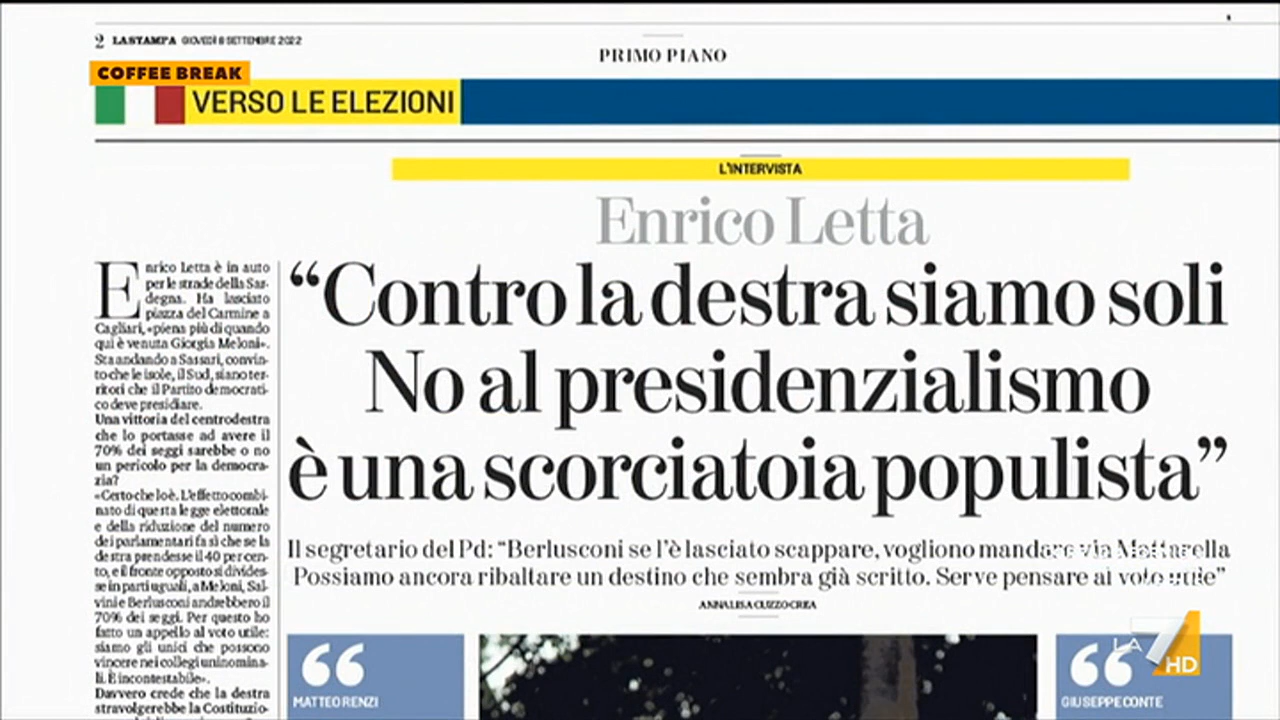 2 LA STAMPA GIOVEDÌ 8 SETTEMBRE 2022
PRIMO PIANO
COFFEE BREAK
VERSO LE ELEZIONI
L'INTERVISTA
Enrico Letta
“Contro la destra siamo soli
No al presidenzialismo
è una scorciatoia populista”
Il segretario del Pd: “Berlusconi se l'è lasciato scappare, vogliono mandare via Mattarella
Possiamo ancora ribaltare un destino che sembra già scritto. Serve pensare al voto utile”
ANNALISA CUZZOCREA
Enrico Letta è in auto
per le strade della Sar-
degna. Ha lasciato
piazza del Carmine a
Cagliari, «piena più di quando
qui è venuta Giorgia Meloni».
Sta andando a Sassari, convin-
to che le isole, il Sud, siano ter-
ritori che il Partito democrati-
co deve presidiare.
Una vittoria del centrodestra
che lo portasse ad avere il
70% dei seggi sarebbe o no
un pericolo per la democra-
zia?
«Certo che lo è. L'effetto combi-
nato di questa legge elettorale
e della riduzione del numero
dei parlamentari fa sì che se la
destra prendesse il 40 per cen-
to, e il fronte opposto si divides-
se in parti uguali, a Meloni, Sal-
vini e Berlusconi andrebbero il
70% dei seggi. Per questo ho
fatto un appello al voto utile:
siamo gli unici che possono
vincere nei collegi uninomina-
li. È incontestabile».
Davvero crede che la destra
stravolgerebbe la Costituzio-
“
MATTEO RENZI
“
GIUSEPPE CONTE
LA 7 HD